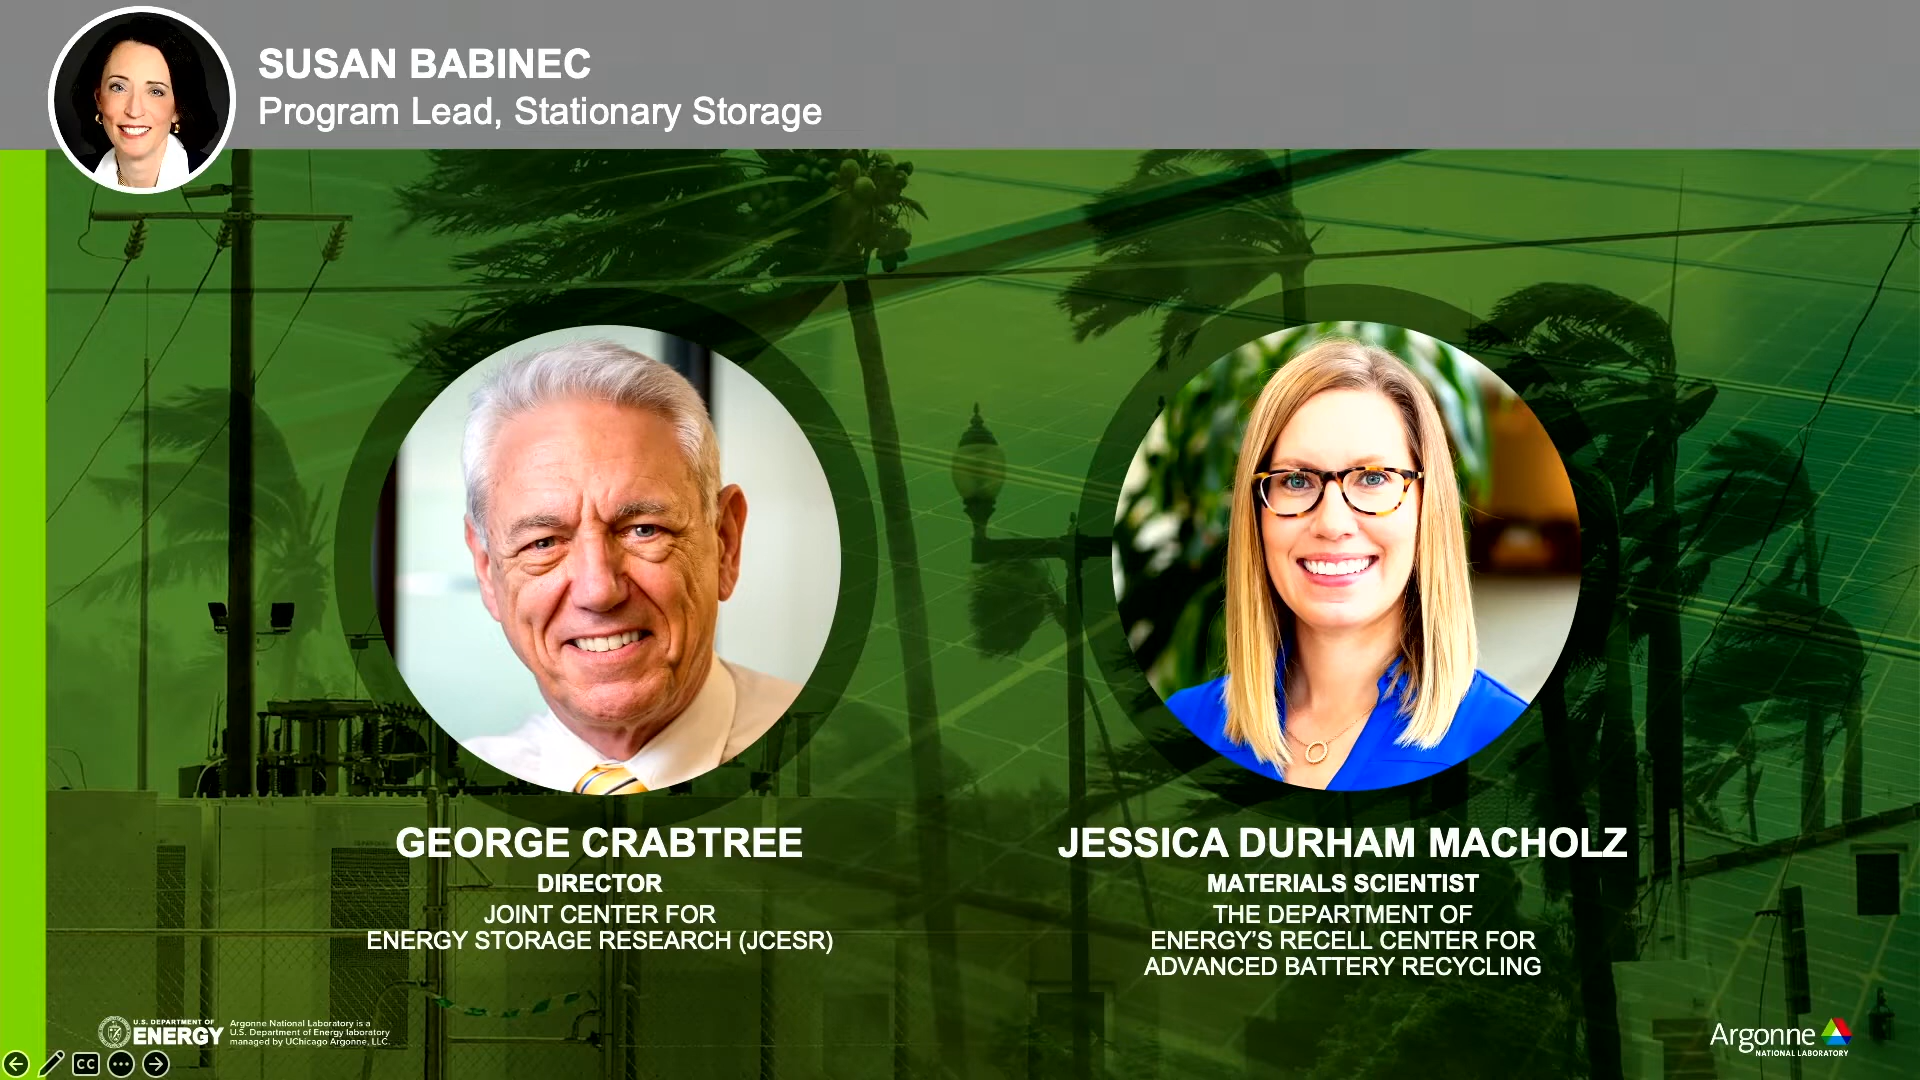 SUSAN BABINEC
Program Lead, Stationary Storage
GEORGE CRABTREE
DIRECTOR
JOINT CENTER FOR
ENERGY STORAGE RESEARCH (JCESR)
JESSICA DURHAM MACHOLZ
MATERIALS SCIENTIST
THE DEPARTMENT OF
ENERGY'S RECELL CENTER FOR
ADVANCED BATTERY RECYCLING
U.S. DEPARTMENT OF
ENERGY
Argonne National Laboratory is a
U.S. Department of Energy laboratory
managed by UChicago Argonne, LLC.
Argonne
NATIONAL LABORATORY
CC